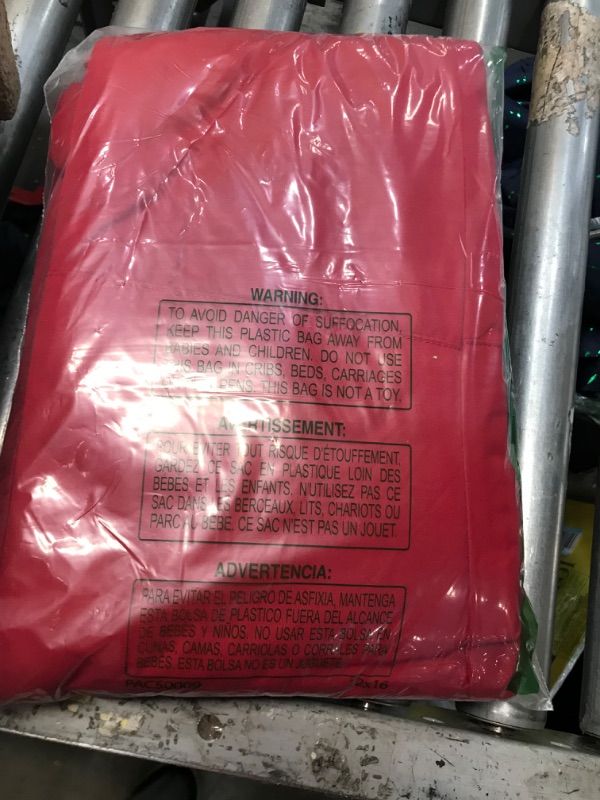 WARNING:
TO AVOID DANGER OF SUFFOCATION,
KEEP THIS PLASTIC BAG AWAY FROM
BABIES AND CHILDREN. DO NOT USE
THIS BAG IN CRIBS, BEDS, CARRIAGES
PENS. THIS BAG IS NOT A TOY.
AVERTISSEMENT:
POUR EVITER TOUT RISQUE D'ÉTOUFFEMENT,
GARDEZ CE SAC EN PLASTIQUE LOIN DES
BEBES ET LES ENFANTS. N'UTILISEZ PAS CE
SAC DANS LES BERCEAUX, LITS, CHARIOTS OU
PARC AU BEBE. CE SAC N'EST PAS UN JOUET.
ADVERTENCIA:
PARA EVITAR EL PELIGRO DE ASFIXIA, MANTENGA
ESTA BOLSA DE PLASTICO FUERA DEL ALCANCE
DE BEBES Y NIÑOS. NO USAR ESTA BOLSA EN
CUNAS, CAMAS, CARRIOLAS O CORRALES PARA
BEBES. ESTA BOLSA NO ES UN JUGUETE.
PAC50009 12x16